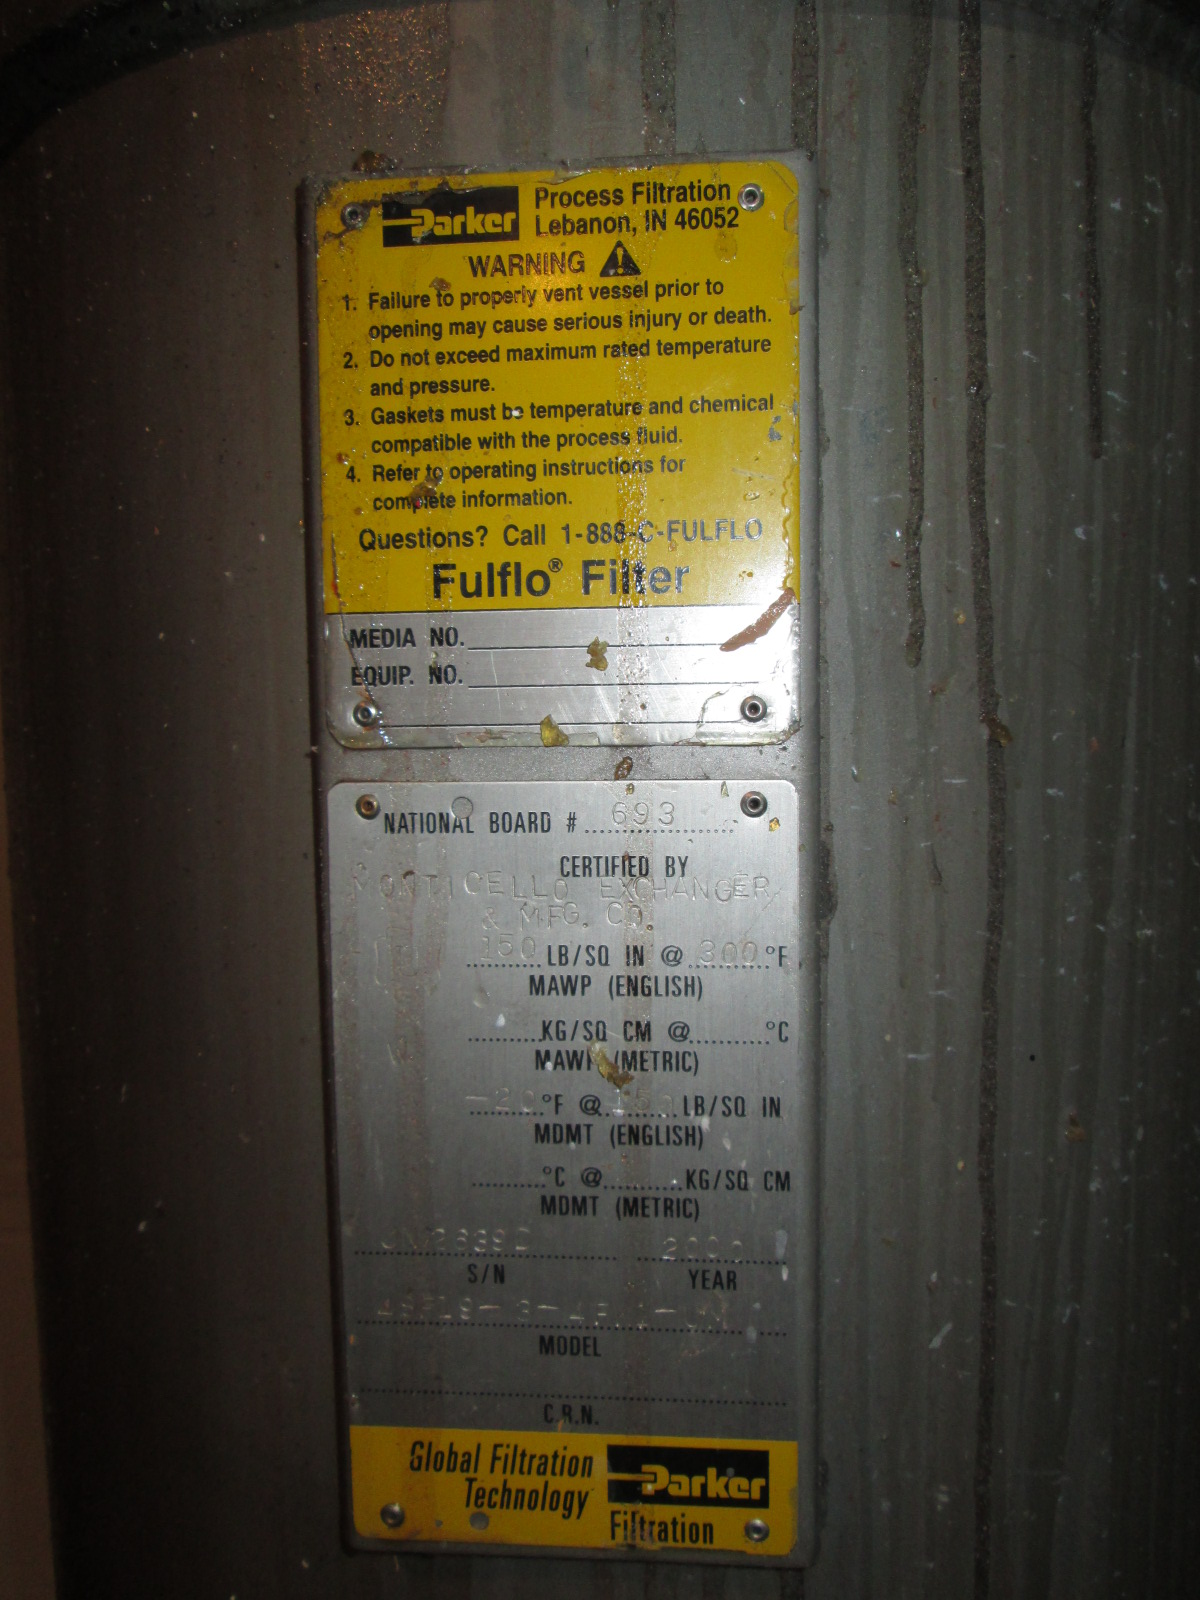 Parker Process Filtration
Lebanon, IN 46052
WARNING
1. Failure to properly vent vessel prior to
opening may cause serious injury or death.
2. Do not exceed maximum rated temperature
and pressure.
3. Gaskets must be temperature and chemical
compatible with the process fluid.
4. Refer to operating instructions for
complete information.
Questions? Call 1-888-C-FULFLO
Fulflo® Filter
MEDIA NO.
EQUIP. NO.
NATIONAL BOARD # 693
CERTIFIED BY
MONTICELLO EXCHANGER
& MFG. CO.
150 LB/SQ IN @ 300 °F
MAWP (ENGLISH)
KG/SQ CM @ °C
MAWP (METRIC)
-20 °F @ 150 LB/SQ IN
MDMT (ENGLISH)
°C @ KG/SQ CM
MDMT (METRIC)
2000
S/N YEAR
MODEL
C.R.N.
Global Filtration
Technology
Parker
Filtration